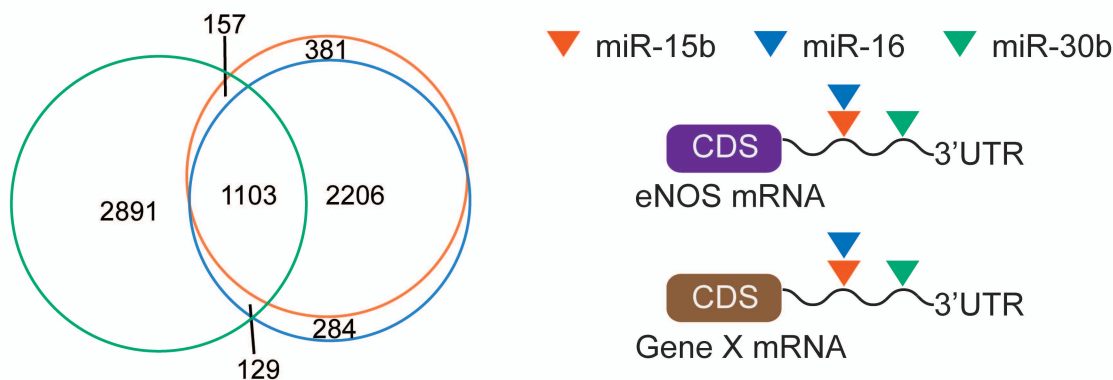 157
381
2891
1103
2206
284
129
miR-15b
miR-16
miR-30b
CDS
3'UTR
eNOS mRNA
CDS
3'UTR
Gene X mRNA